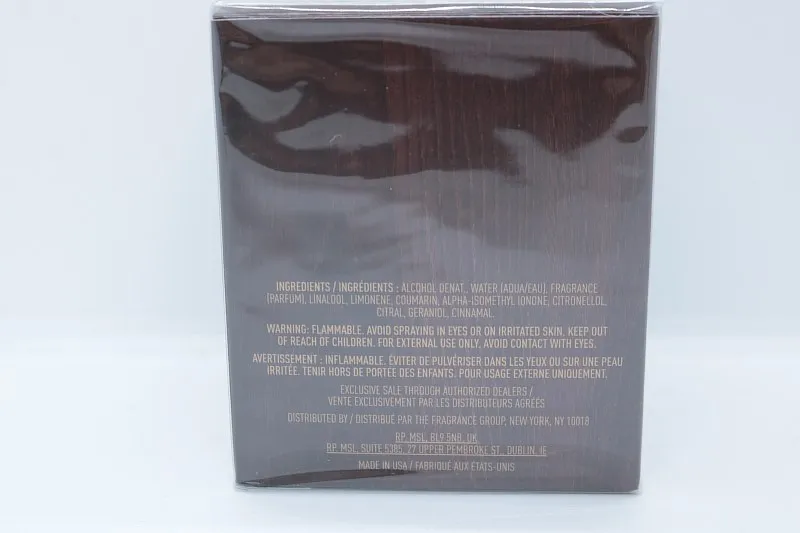 INGREDIENTS / INGRÉDIENTS : ALCOHOL DENAT., WATER (AQUA/EAU), FRAGRANCE
(PARFUM), LINALOOL, LIMONENE, COUMARIN, ALPHA-ISOMETHYL IONONE, CITRONELLOL,
CITRAL, GERANIOL, CINNAMAL.
WARNING: FLAMMABLE. AVOID SPRAYING IN EYES OR ON IRRITATED SKIN. KEEP OUT
OF REACH OF CHILDREN. FOR EXTERNAL USE ONLY, AVOID CONTACT WITH EYES.
AVERTISSEMENT : INFLAMMABLE. ÉVITER DE PULVÉRISER DANS LES YEUX OU SUR UNE PEAU
IRRITÉE. TENIR HORS DE PORTÉE DES ENFANTS. POUR USAGE EXTERNE UNIQUEMENT.
EXCLUSIVE SALE THROUGH AUTHORIZED DEALERS /
VENTE EXCLUSIVEMENT PAR LES DISTRIBUTEURS AGRÉÉS
DISTRIBUTED BY / DISTRIBUÉ PAR THE FRAGRANCE GROUP, NEW YORK, NY 10018
RP. MSL, BL9 5NR, UK
RP. MSL, SUITE 5385, 27 UPPER PEMBROKE ST., DUBLIN, IE
MADE IN USA / FABRIQUÉ AUX ÉTATS-UNIS